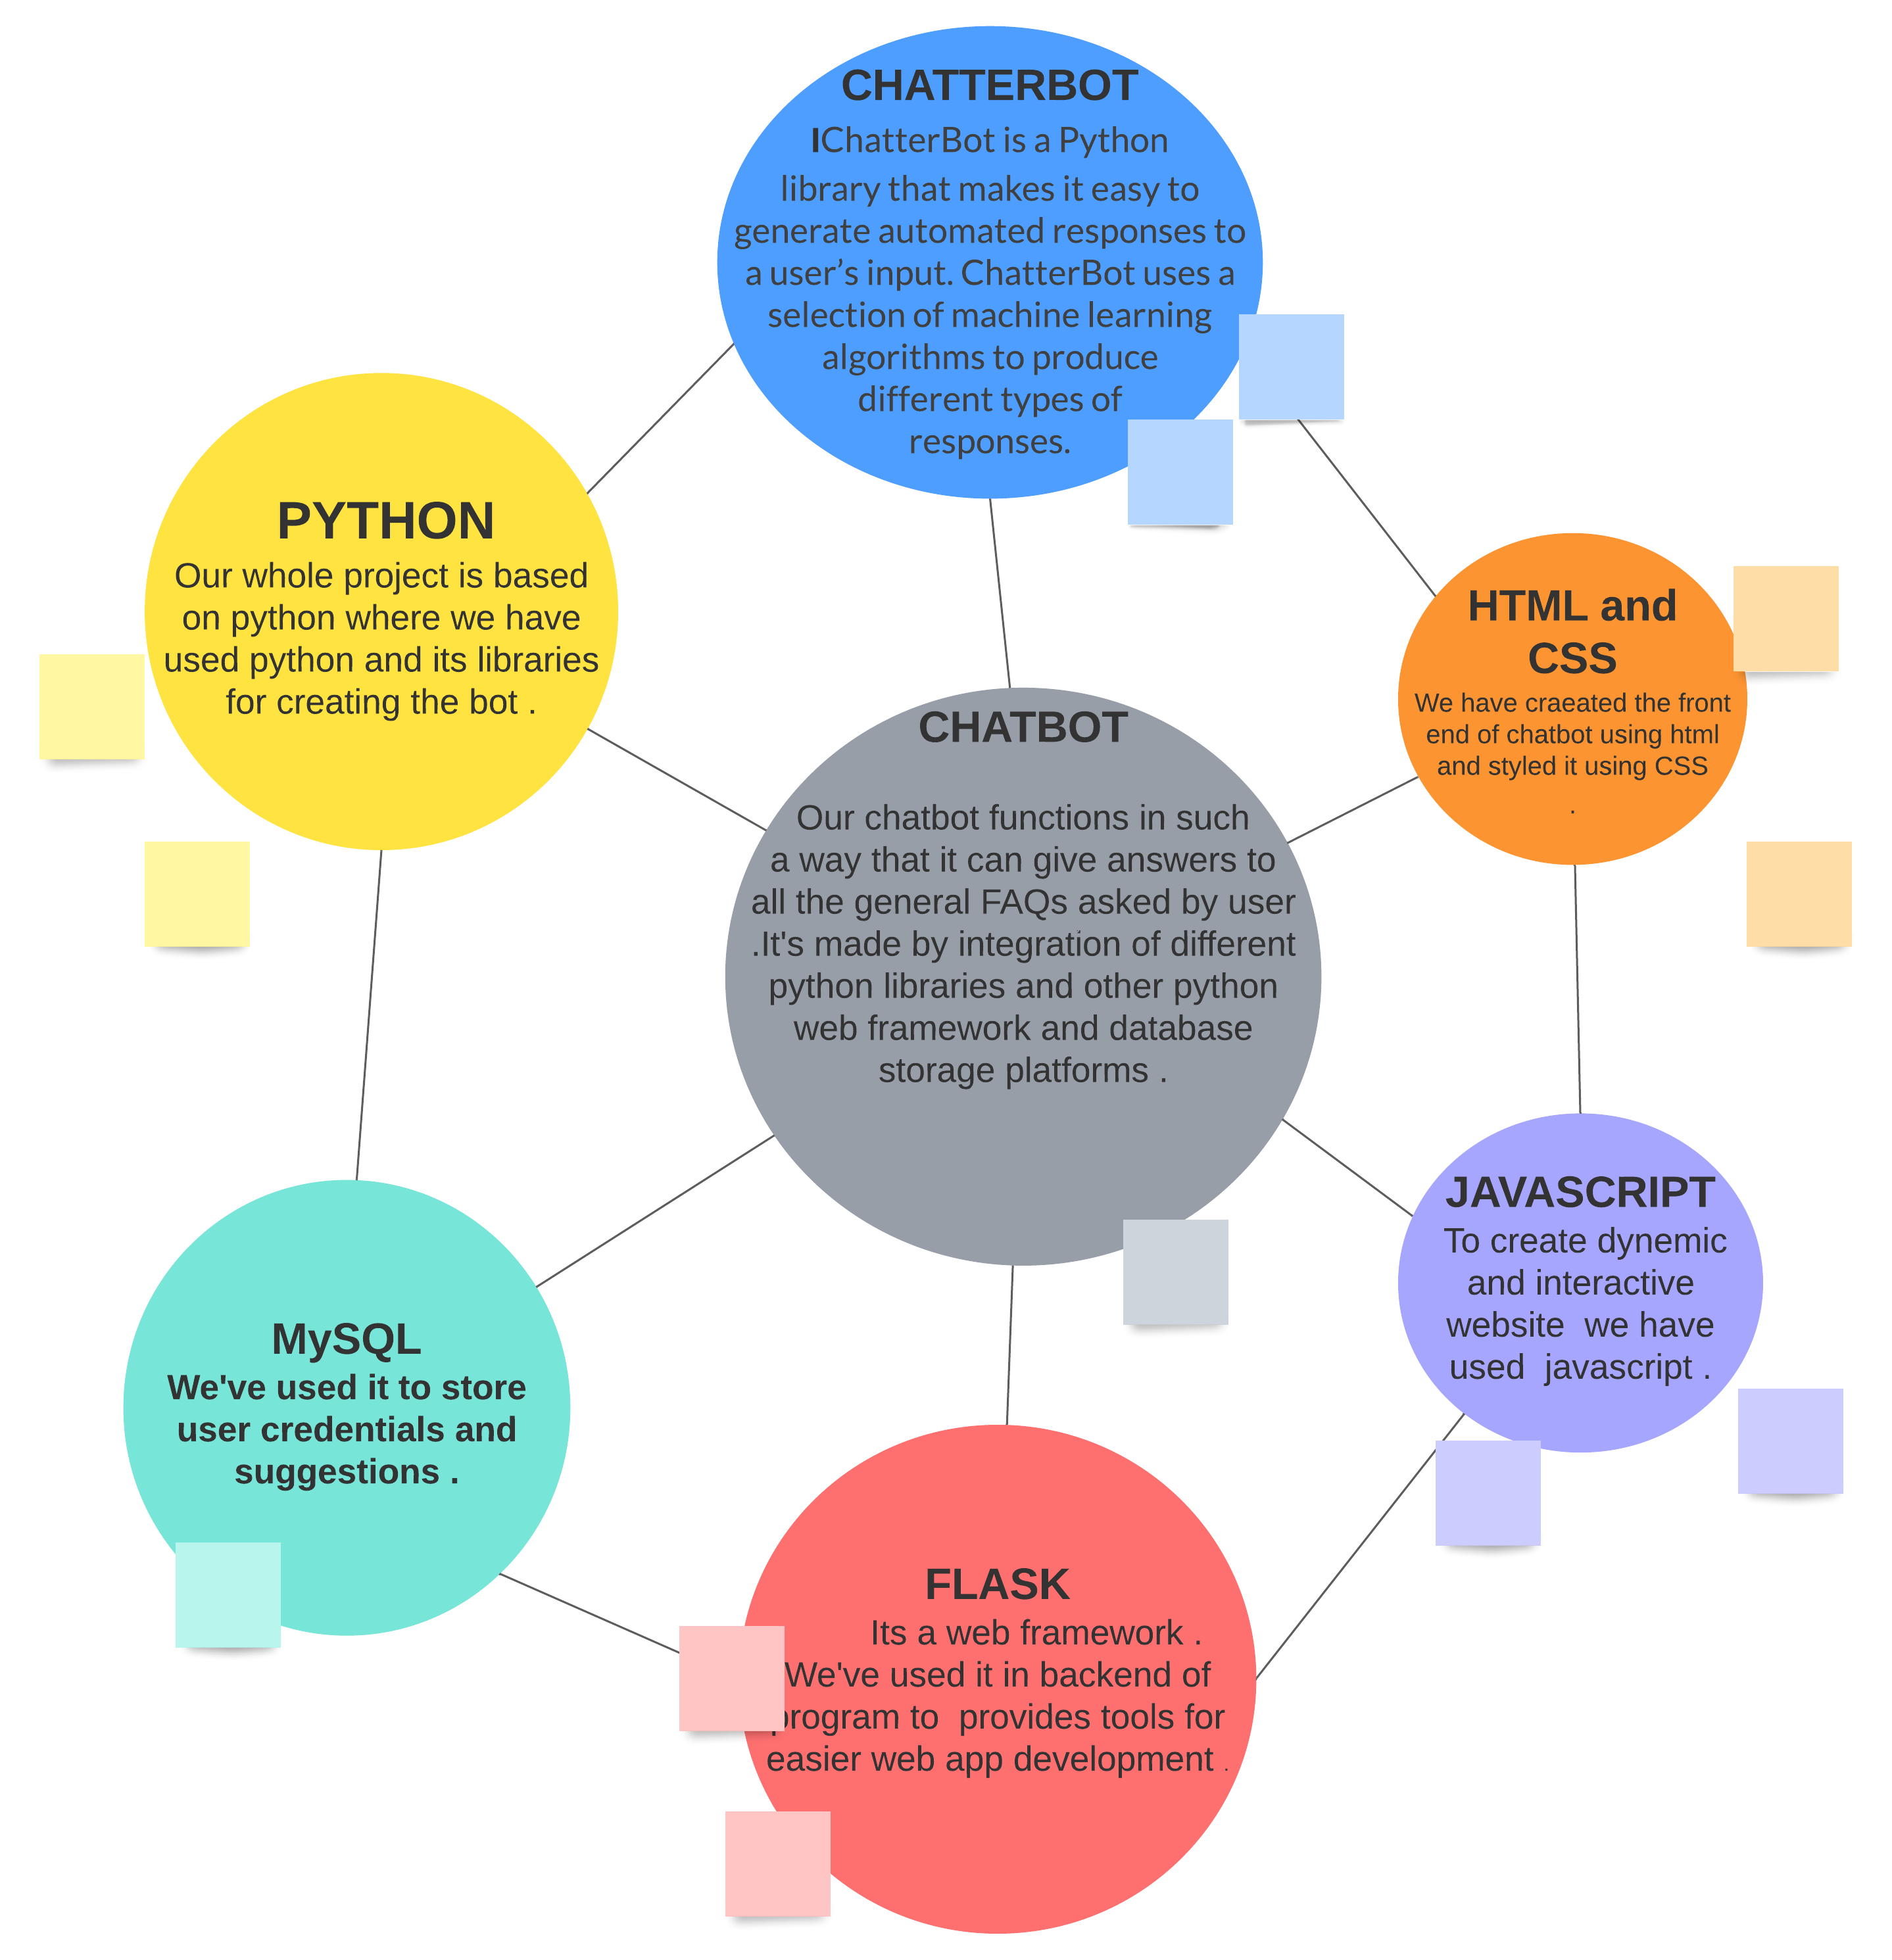 CHATTERBOT
IChatterBot is a Python
library that makes it easy to
generate automated responses to
a user’s input. ChatterBot uses a
selection of machine learning
algorithms to produce
different types of
responses.
PYTHON
Our whole project is based
on python where we have
used python and its libraries
for creating the bot .
HTML and
CSS
We have craeated the front
end of chatbot using html
and styled it using CSS
.
CHATBOT
Our chatbot functions in such
a way that it can give answers to
all the general FAQs asked by user
.It's made by integration of different
python libraries and other python
web framework and database
storage platforms .
JAVASCRIPT
To create dynemic
and interactive
website  we have
used  javascript .
MySQL
We've used it to store
user credentials and
suggestions .
FLASK
Its a web framework .
We've used it in backend of
program to  provides tools for
easier web app development .